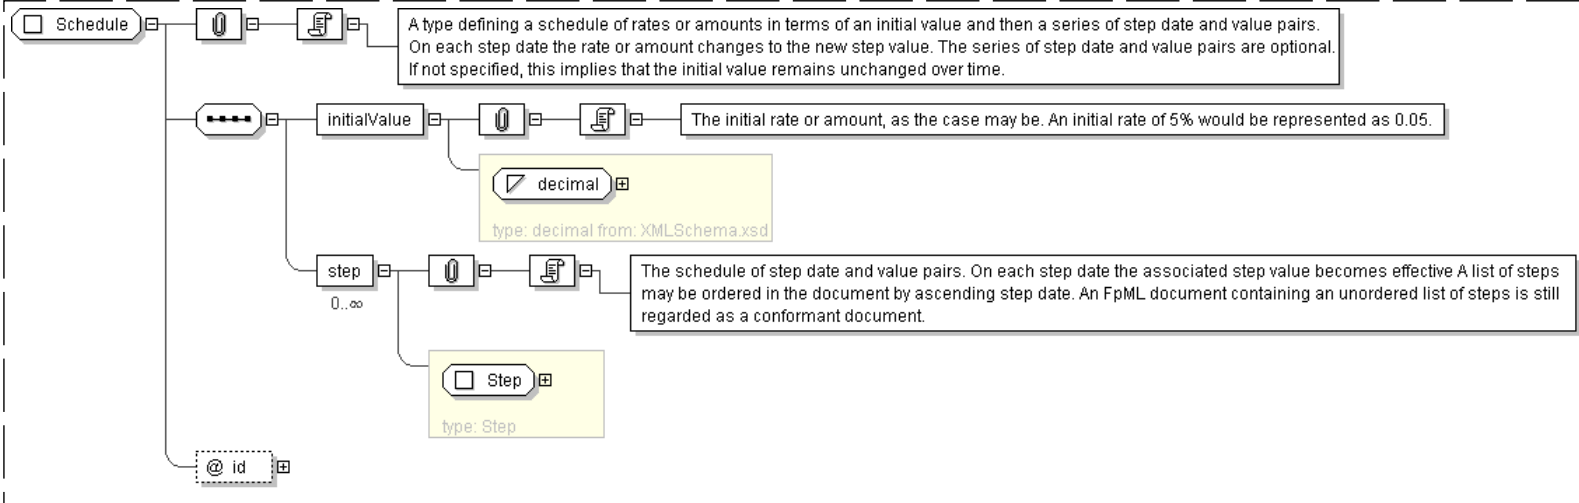 Schedule
A type defining a schedule of rates or amounts in terms of an initial value and then a series of step date and value pairs.
On each step date the rate or amount changes to the new step value. The series of step date and value pairs are optional.
If not specified, this implies that the initial value remains unchanged over time.
initialValue
The initial rate or amount, as the case may be. An initial rate of 5% would be represented as 0.05.
decimal
type: decimal from: XMLSchema.xsd
step
0..∞
The schedule of step date and value pairs. On each step date the associated step value becomes effective A list of steps
may be ordered in the document by ascending step date. An FpML document containing an unordered list of steps is still
regarded as a conformant document.
Step
type: Step
@ id